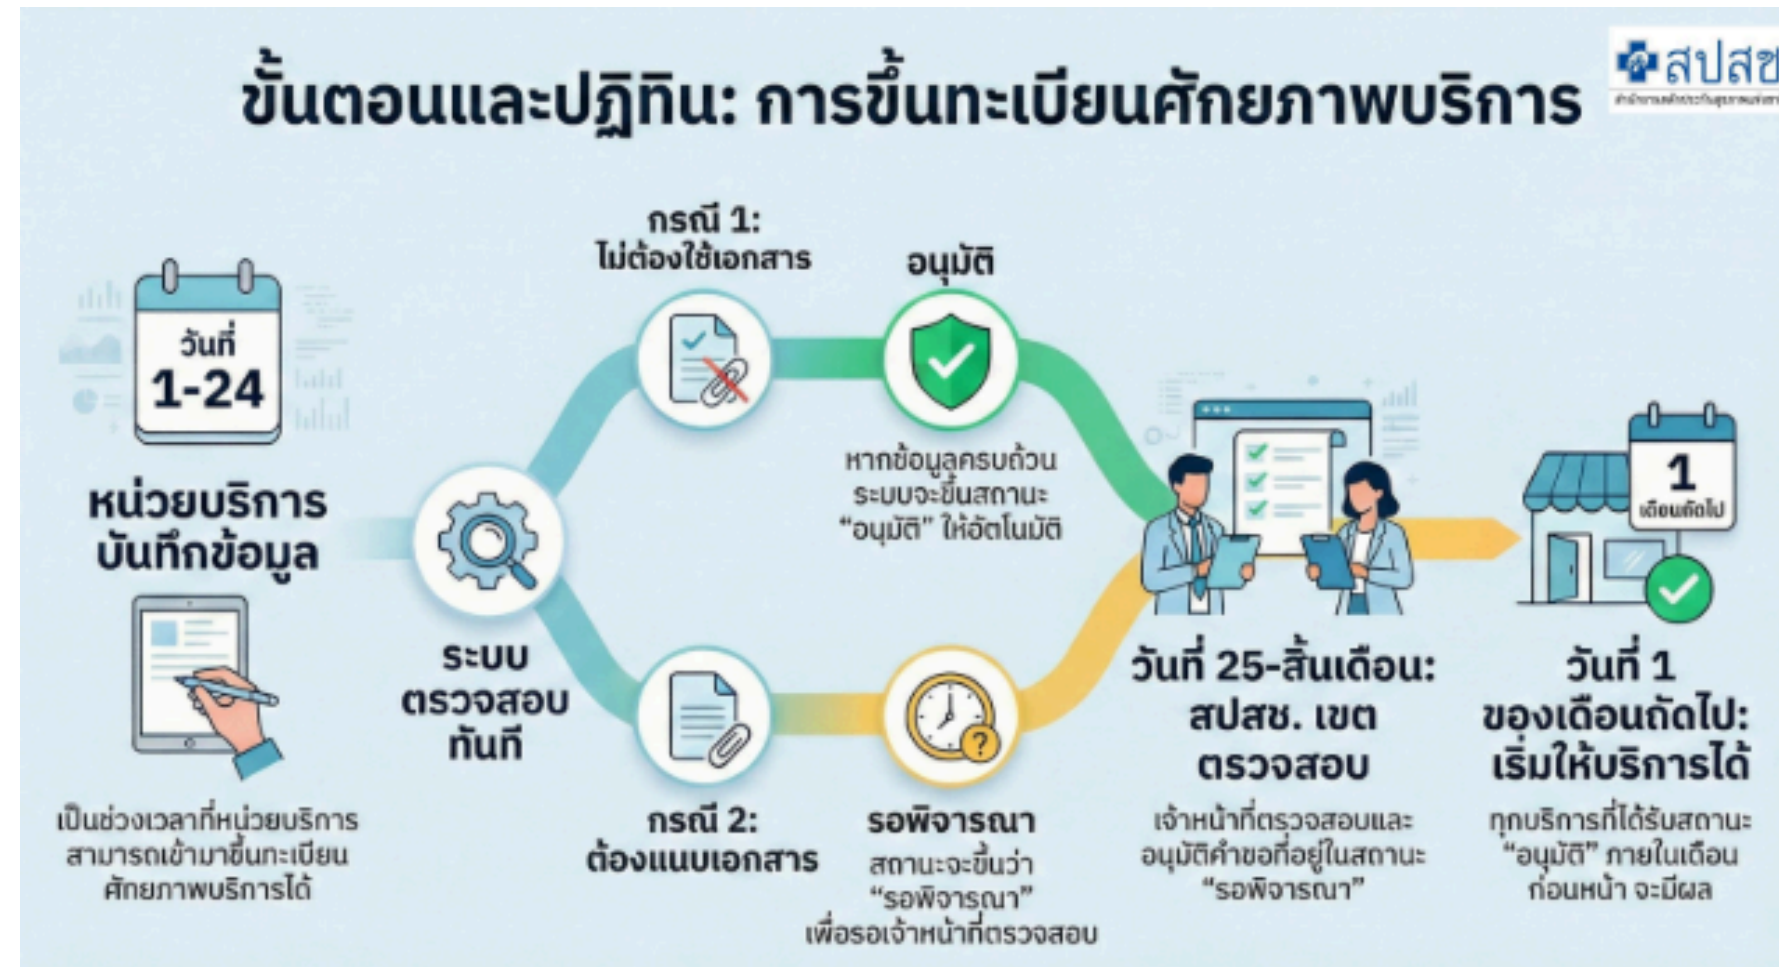 ขั้นตอนและปฏิทิน: การขึ้นทะเบียนศักยภาพบริการ
สปสช
วันที่
1-24
หน่วยบริการ
บันทึกข้อมูล
เป็นช่วงเวลาที่หน่วยบริการ
สามารถเข้ามาขึ้นทะเบียน
ศักยภาพบริการได้
ระบบ
ตรวจสอบ
ทันที
กรณี 1:
ไม่ต้องใช้เอกสาร
อนุมัติ
หากข้อมูลครบถ้วน
ระบบจะขึ้นสถานะ
“อนุมัติ” ให้อัตโนมัติ
กรณี 2:
ต้องแนบเอกสาร
รอพิจารณา
สถานะจะขึ้นว่า
“รอพิจารณา”
เพื่อรอเจ้าหน้าที่ตรวจสอบ
วันที่ 25-สิ้นเดือน:
สปสช. เขต
ตรวจสอบ
เจ้าหน้าที่ตรวจสอบและ
อนุมัติคำขอที่อยู่ในสถานะ
“รอพิจารณา”
1
เดือนถัดไป
วันที่ 1
ของเดือนถัดไป:
เริ่มให้บริการได้
ทุกบริการที่ได้รับสถานะ
“อนุมัติ” ภายในเดือน
ก่อนหน้า จะมีผล